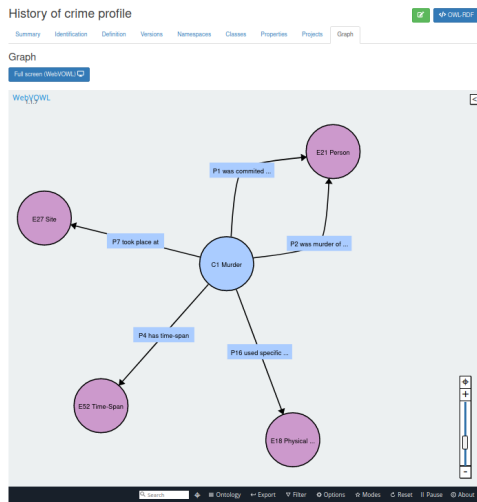 History of crime profile
OWL-RDF
Summary Identification Definition Versions Namespaces Classes Properties Projects Graph
Graph
Full screen (WebVOWL)
WebVOWL
E21 Person
P1 was commited ...
E27 Site
P7 took place at
P2 was murder of ...
C1 Murder
P4 has time-span
P16 used specific ...
E52 Time-Span
E18 Physical ...
Search Ontology Export Filter Options Modes Reset Pause About